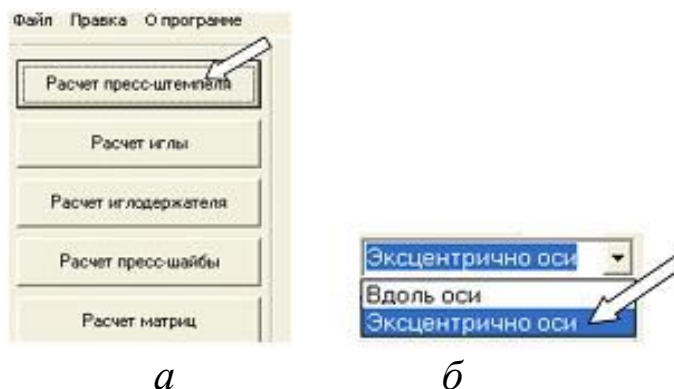 Файл Правка О программе
Расчет пресс-штемпеля
Расчет иглы
Расчет иглодержателя
Расчет пресс-шайбы
Расчет матриц
Эксцентрично оси
Вдоль оси
Эксцентрично оси
а б